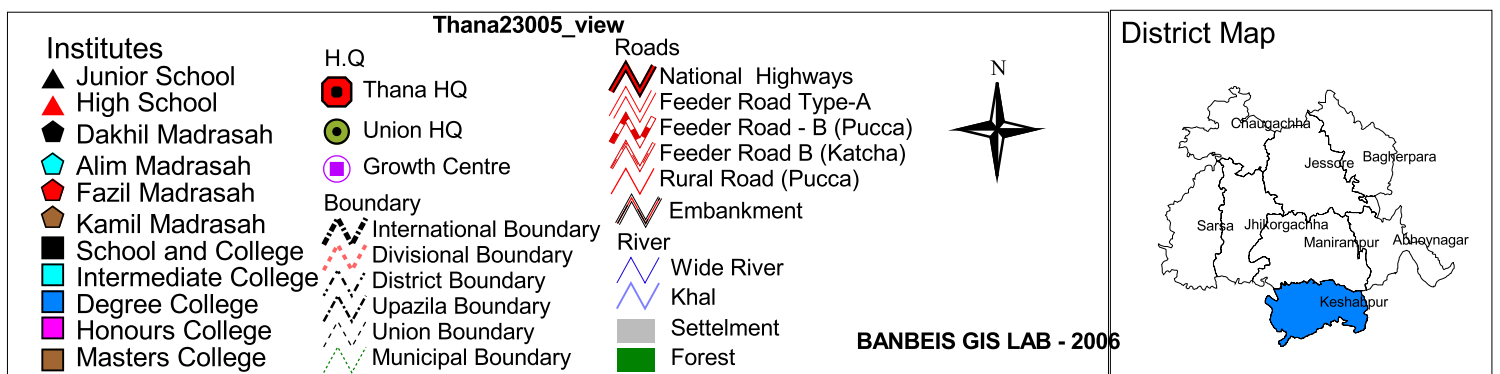 Thana23005_view
Institutes
Junior School
High School
Dakhil Madrasah
Alim Madrasah
Fazil Madrasah
Kamil Madrasah
School and College
Intermediate College
Degree College
Honours College
Masters College
H.Q
Thana HQ
Union HQ
Growth Centre
Boundary
International Boundary
Divisional Boundary
District Boundary
Upazila Boundary
Union Boundary
Municipal Boundary
Roads
National Highways
Feeder Road Type-A
Feeder Road - B (Pucca)
Feeder Road B (Katcha)
Rural Road (Pucca)
Embankment
River
Wide River
Khal
Settelment
Forest
N
BANBEIS GIS LAB - 2006
District Map
Chaugachha
Jessore
Bagherpara
Sarsa
Jhikorgachha
Manirampur
Abhoynagar
Keshabpur